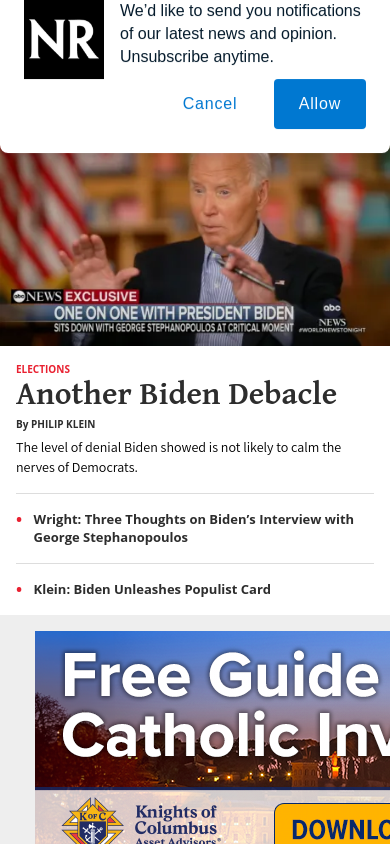 NR
We’d like to send you notifications
of our latest news and opinion.
Unsubscribe anytime.
Cancel
Allow
abc NEWS EXCLUSIVE
ONE ON ONE WITH PRESIDENT BIDEN
SITS DOWN WITH GEORGE STEPHANOPOULOS AT CRITICAL MOMENT
abc
NEWS
#WORLDNEWSTONIGHT
ELECTIONS
Another Biden Debacle
By PHILIP KLEIN
The level of denial Biden showed is not likely to calm the
nerves of Democrats.
• Wright: Three Thoughts on Biden’s Interview with
George Stephanopoulos
• Klein: Biden Unleashes Populist Card
Free Guide
Catholic Inv
K of C
Knights of
Columbus
Asset Advisors®
DOWNLO